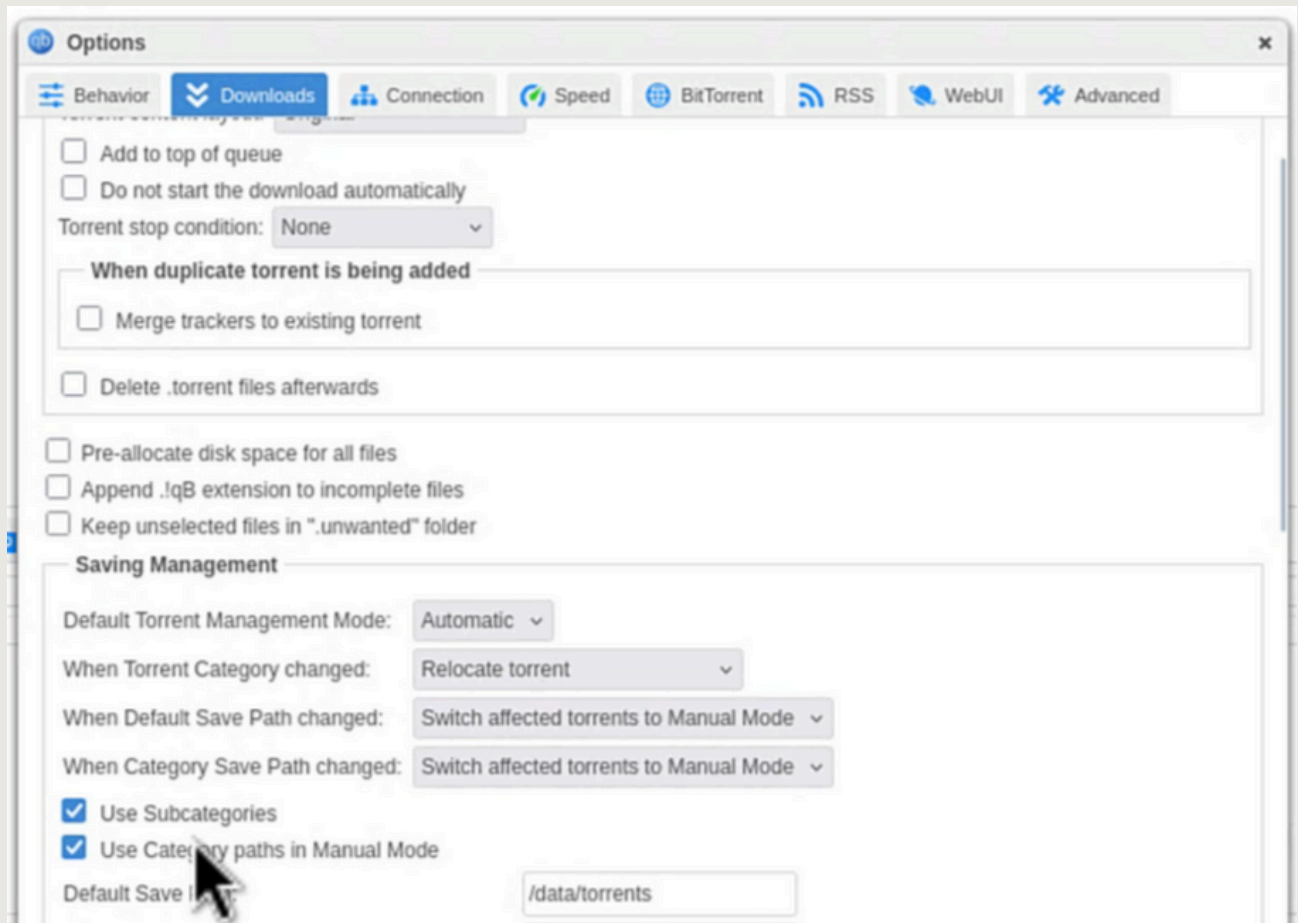 Options
Behavior Downloads Connection Speed BitTorrent RSS WebUI Advanced
Add to top of queue
Do not start the download automatically
Torrent stop condition: None
When duplicate torrent is being added
Merge trackers to existing torrent
Delete .torrent files afterwards
Pre-allocate disk space for all files
Append .!qB extension to incomplete files
Keep unselected files in ".unwanted" folder
Saving Management
Default Torrent Management Mode: Automatic
When Torrent Category changed: Relocate torrent
When Default Save Path changed: Switch affected torrents to Manual Mode
When Category Save Path changed: Switch affected torrents to Manual Mode
Use Subcategories
Use Category paths in Manual Mode
Default Save /data/torrents